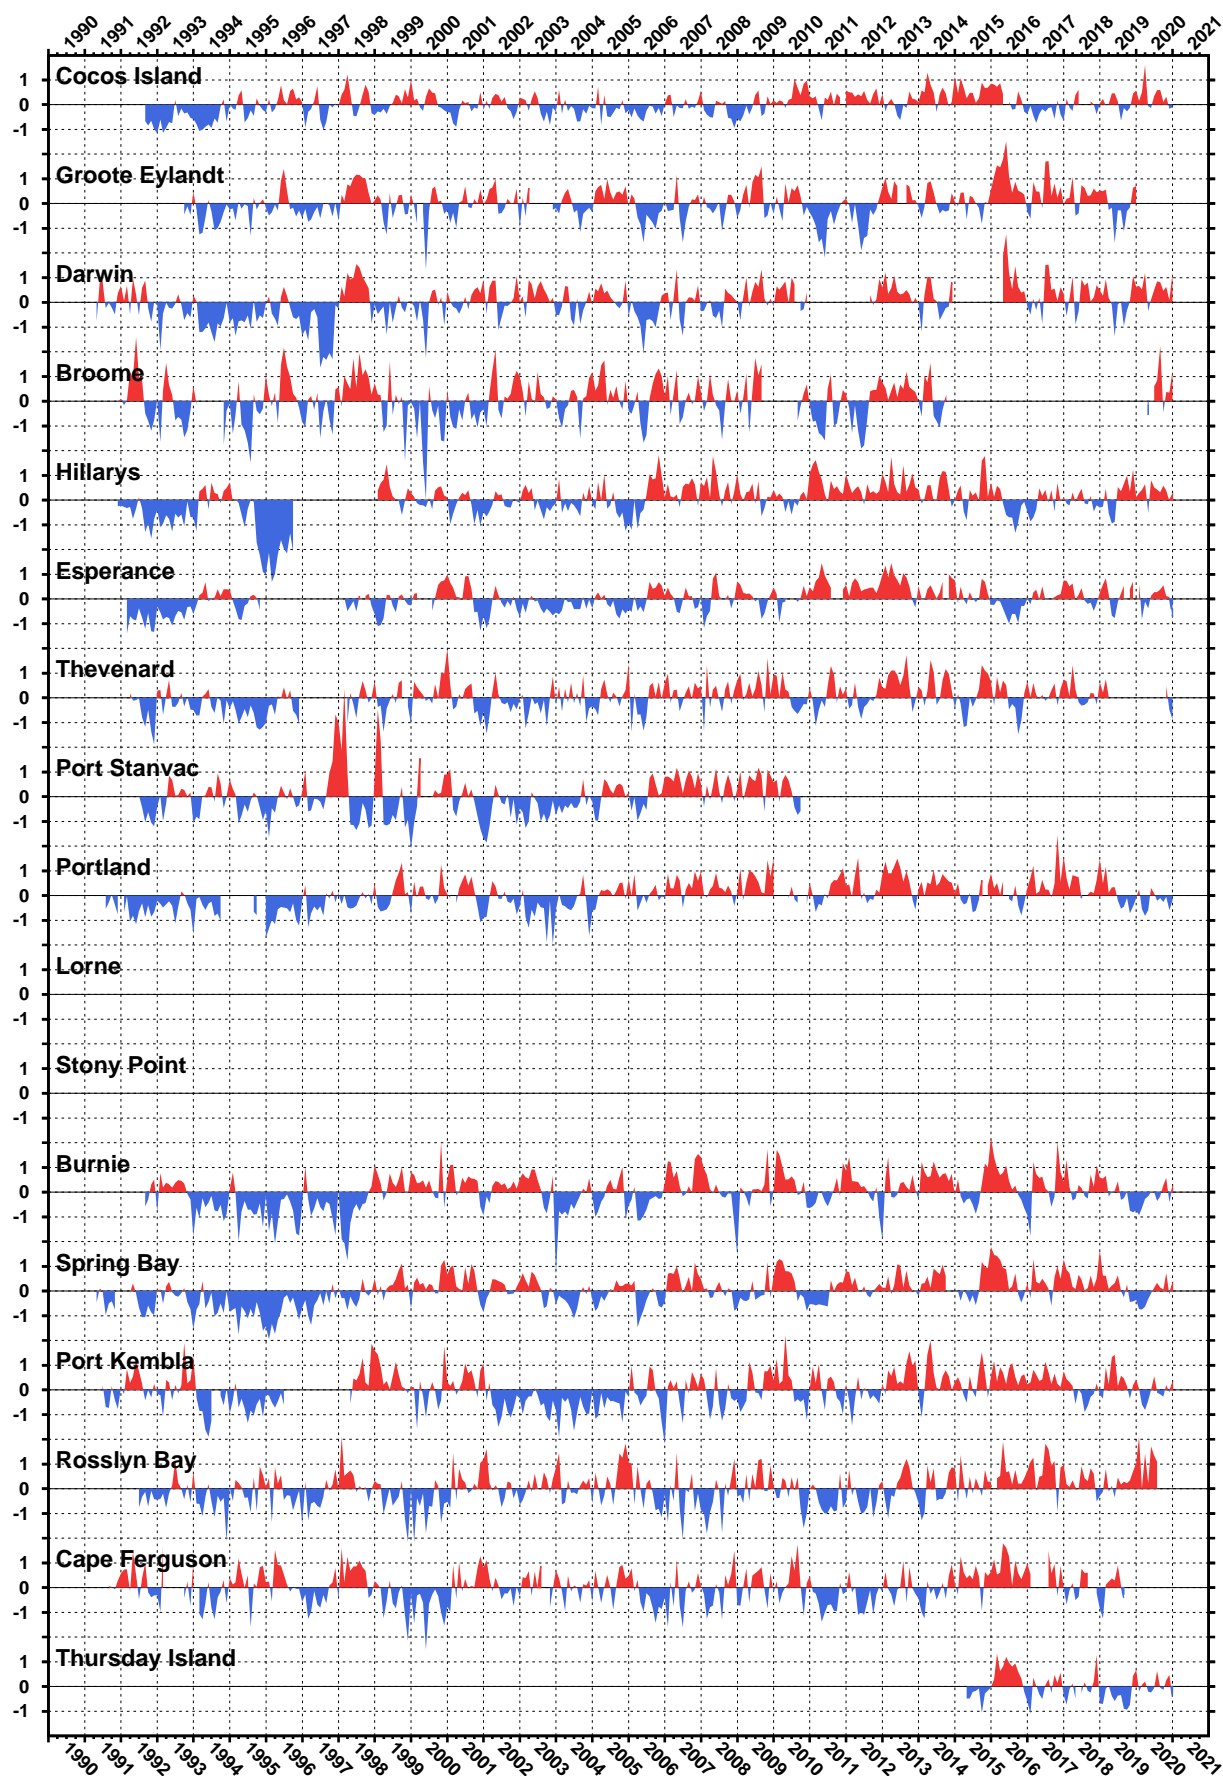 1990 1991 1992 1993 1994 1995 1996 1997 1998 1999 2000 2001 2002 2003 2004 2005 2006 2007 2008 2009 2010 2011 2012 2013 2014 2015 2016 2017 2018 2019 2020 2021
Cocos Island
1
0
-1
Groote Eylandt
1
0
-1
Darwin
1
0
-1
Broome
1
0
-1
Hillarys
1
0
-1
Esperance
1
0
-1
Thevenard
1
0
-1
Port Stanvac
1
0
-1
Portland
1
0
-1
Lorne
1
0
-1
Stony Point
1
0
-1
Burnie
1
0
-1
Spring Bay
1
0
-1
Port Kembla
1
0
-1
Rosslyn Bay
1
0
-1
Cape Ferguson
1
0
-1
Thursday Island
1
0
-1
1990 1991 1992 1993 1994 1995 1996 1997 1998 1999 2000 2001 2002 2003 2004 2005 2006 2007 2008 2009 2010 2011 2012 2013 2014 2015 2016 2017 2018 2019 2020 2021